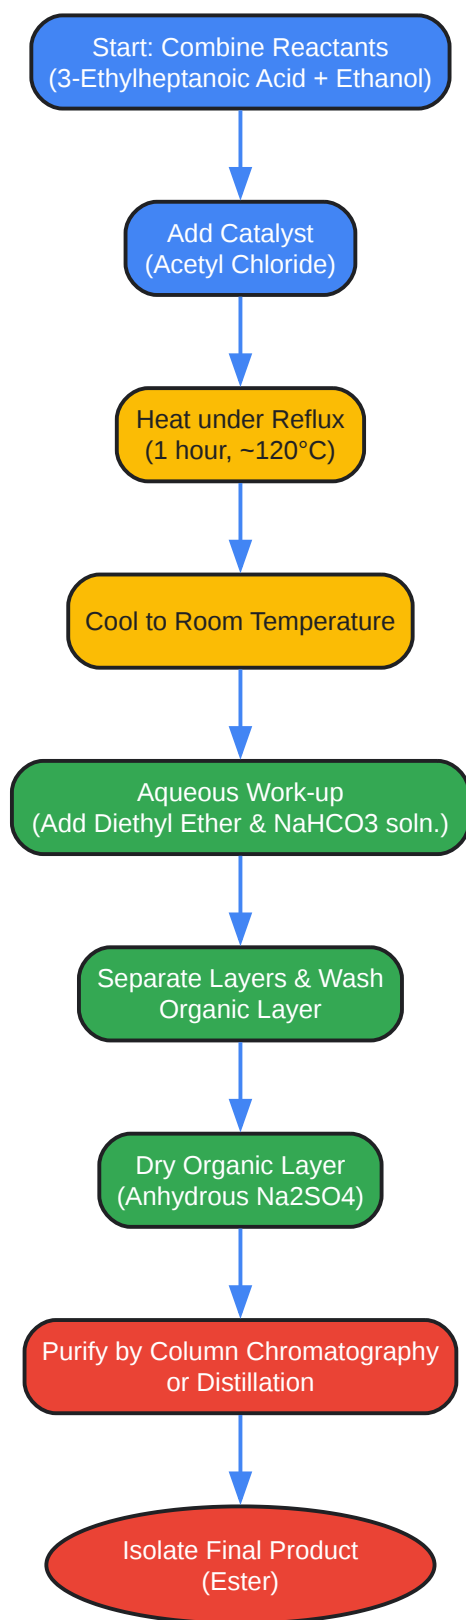 Start: Combine Reactants
(3-Ethylheptanoic Acid + Ethanol)
Add Catalyst
(Acetyl Chloride)
Heat under Reflux
(1 hour, ~120°C)
Cool to Room Temperature
Aqueous Work-up
(Add Diethyl Ether & NaHCO3 soln.)
Separate Layers & Wash
Organic Layer
Dry Organic Layer
(Anhydrous Na2SO4)
Purify by Column Chromatography
or Distillation
Isolate Final Product
(Ester)